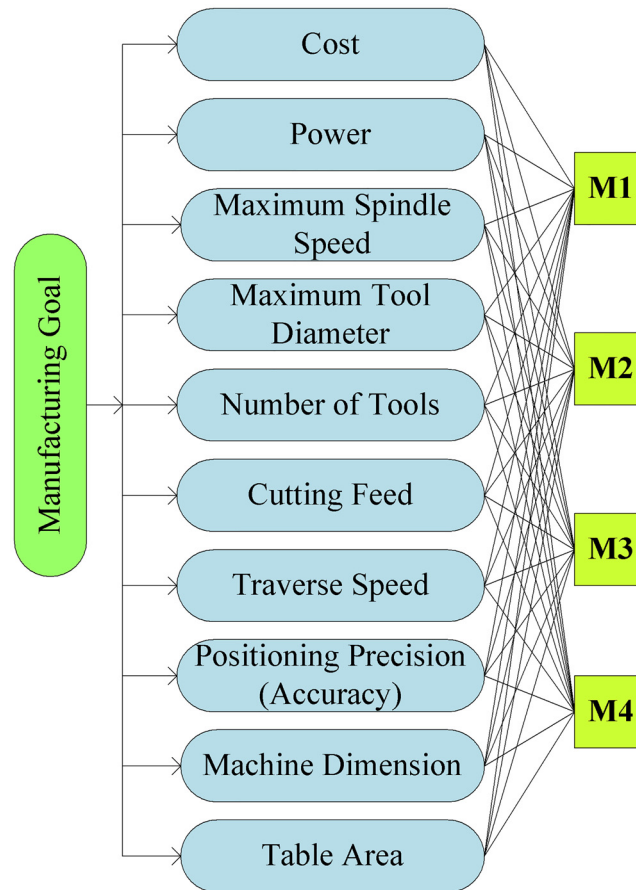 Manufacturing Goal
Cost
Power
Maximum Spindle
Speed
Maximum Tool
Diameter
Number of Tools
Cutting Feed
Traverse Speed
Positioning Precision
(Accuracy)
Machine Dimension
Table Area
M1
M2
M3
M4